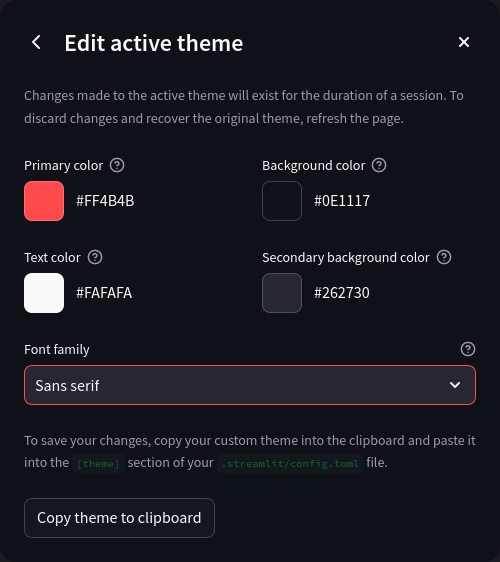 Edit active theme
Changes made to the active theme will exist for the duration of a session. To
discard changes and recover the original theme, refresh the page.
Primary color
Background color
#FF4B4B
#0E1117
Text color
Secondary background color
#FAFAFA
#262730
Font family
Sans serif
To save your changes, copy your custom theme into the clipboard and paste it
into the [theme] section of your .streamlit/config.toml file.
Copy theme to clipboard